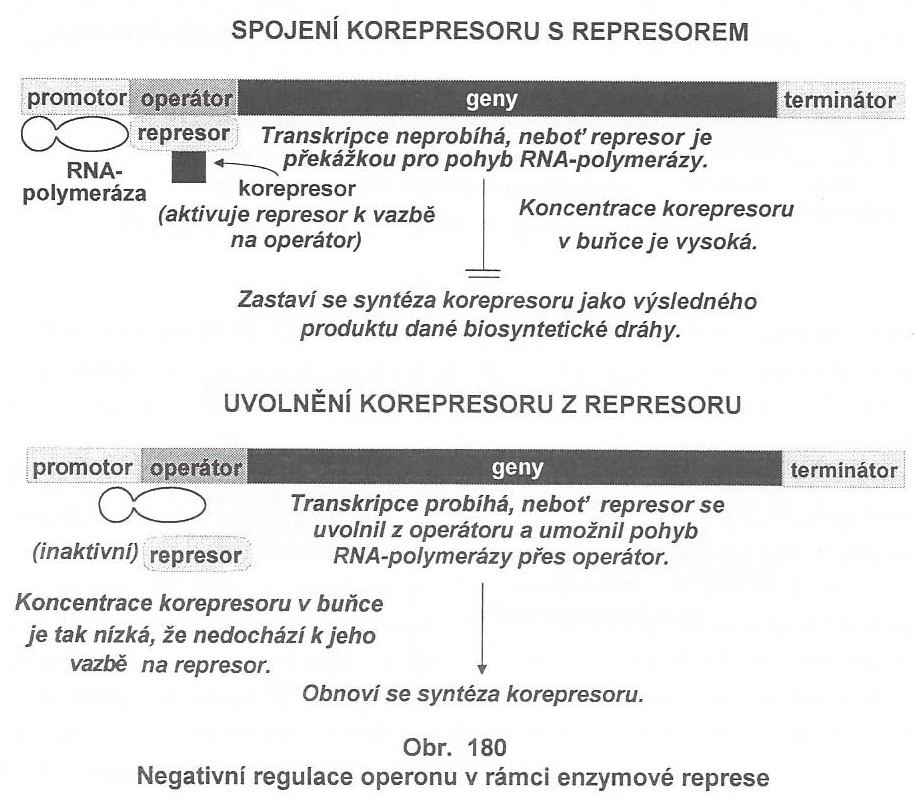 SPOJENÍ KOREPRESORU S REPRESOREM
promotor operátor geny terminátor
represor
Transkripce neprobíhá, neboť represor je
překážkou pro pohyb RNA-polymerázy.
RNA-
polymeráza
korepresor
(aktivuje represor k vazbě
na operátor)
Koncentrace korepresoru
v buňce je vysoká.
Zastaví se syntéza korepresoru jako výsledného
produktu dané biosyntetické dráhy.
UVOLNĚNÍ KOREPRESORU Z REPRESORU
promotor operátor geny terminátor
Transkripce probíhá, neboť represor se
uvolnil z operátoru a umožnil pohyb
RNA-polymerázy přes operátor.
(inaktivní) represor
Koncentrace korepresoru v buňce
je tak nízká, že nedochází k jeho
vazbě na represor.
Obnoví se syntéza korepresoru.
Obr. 180
Negativní regulace operonu v rámci enzymové represe